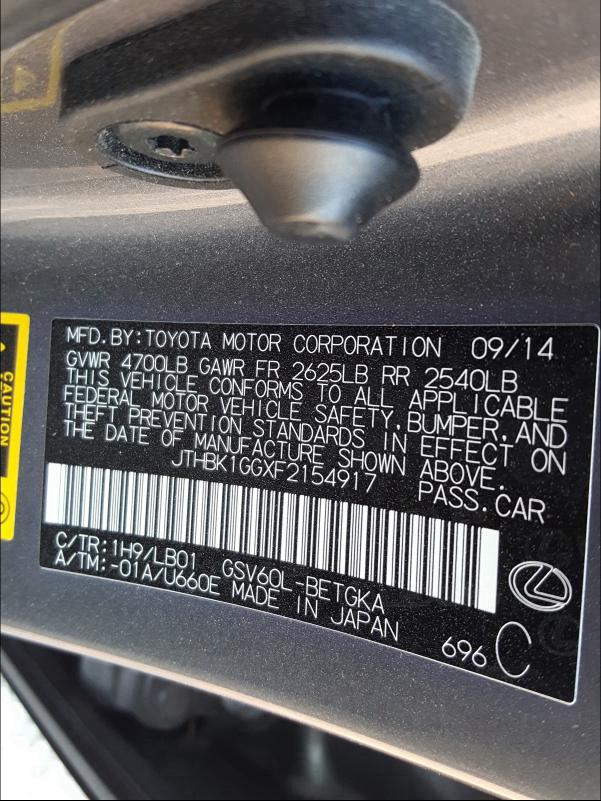 MFD.BY:TOYOTA MOTOR CORPORATION 09/14
GVWR 4700LB GAWR FR 2625LB RR 2540LB
THIS VEHICLE CONFORMS TO ALL APPLICABLE
FEDERAL MOTOR VEHICLE SAFETY,BUMPER,AND
THEFT PREVENTION STANDARDS IN EFFECT ON
THE DATE OF MANUFACTURE SHOWN ABOVE.
JTHBK1GGXF2154917 PASS.CAR
C/TR:1H9/LB01 GSV60L-BETGKA
A/TM:-01A/U660E MADE IN JAPAN
696 C
CAUTION